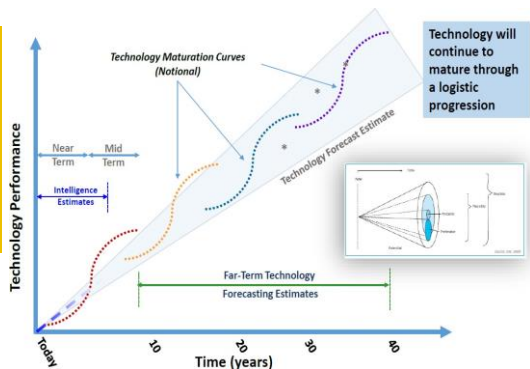 Technology Maturation Curves
(Notional)
Technology will
continue to
mature through
a logistic
progression
Technology Performance
Near
Term
Mid
Term
Intelligence
Estimates
Technology Forecast Estimate
Far-Term Technology
Forecasting Estimates
Today
10
20
30
40
Time (years)